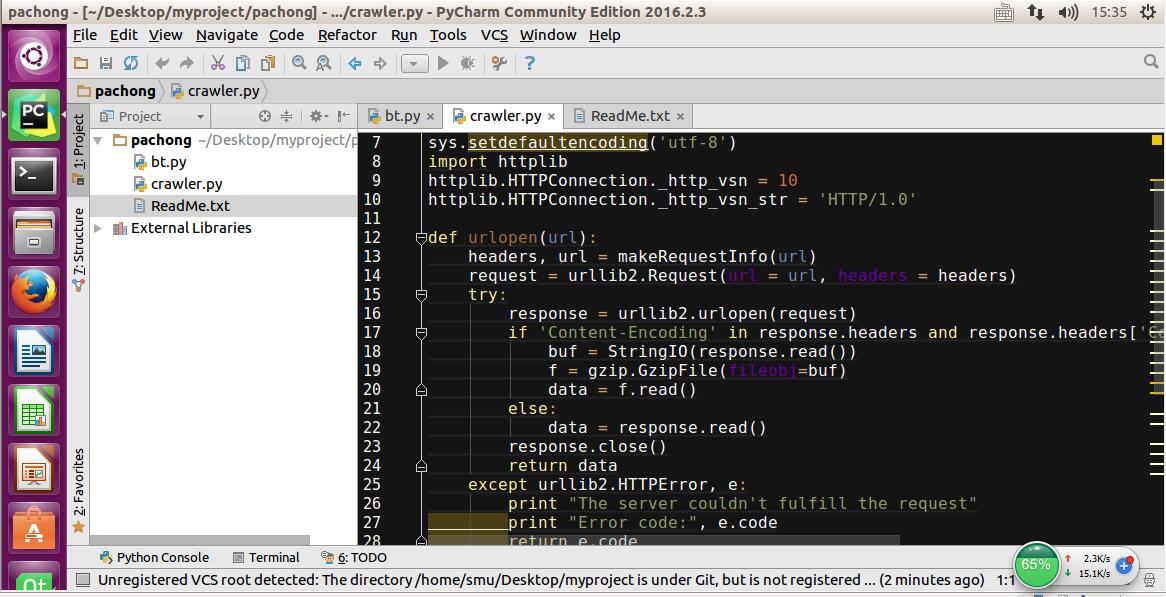 pachong - [~/Desktop/myproject/pachong] - .../crawler.py - PyCharm Community Edition 2016.2.3
15:35
File Edit View Navigate Code Refactor Run Tools VCS Window Help
pachong crawler.py
Project
bt.py
crawler.py
ReadMe.txt
1: Project
7: Structure
2: Favorites
pachong ~/Desktop/myproject/p
bt.py
crawler.py
ReadMe.txt
External Libraries
7 sys.setdefaultencoding('utf-8')
8 import httplib
9 httplib.HTTPConnection._http_vsn = 10
10 httplib.HTTPConnection._http_vsn_str = 'HTTP/1.0'
11
12 def urlopen(url):
13 headers, url = makeRequestInfo(url)
14 request = urllib2.Request(url = url, headers = headers)
15 try:
16 response = urllib2.urlopen(request)
17 if 'Content-Encoding' in response.headers and response.headers['Co
18 buf = StringIO(response.read())
19 f = gzip.GzipFile(fileobj=buf)
20 data = f.read()
21 else:
22 data = response.read()
23 response.close()
24 return data
25 except urllib2.HTTPError, e:
26 print "The server couldn't fulfill the request"
27 print "Error code:", e.code
28 return e.code
Python Console Terminal 6: TODO
Unregistered VCS root detected: The directory /home/smu/Desktop/myproject is under Git, but is not registered ... (2 minutes ago) 1:1
65%
2.3K/s
15.1K/s
PC
Qt